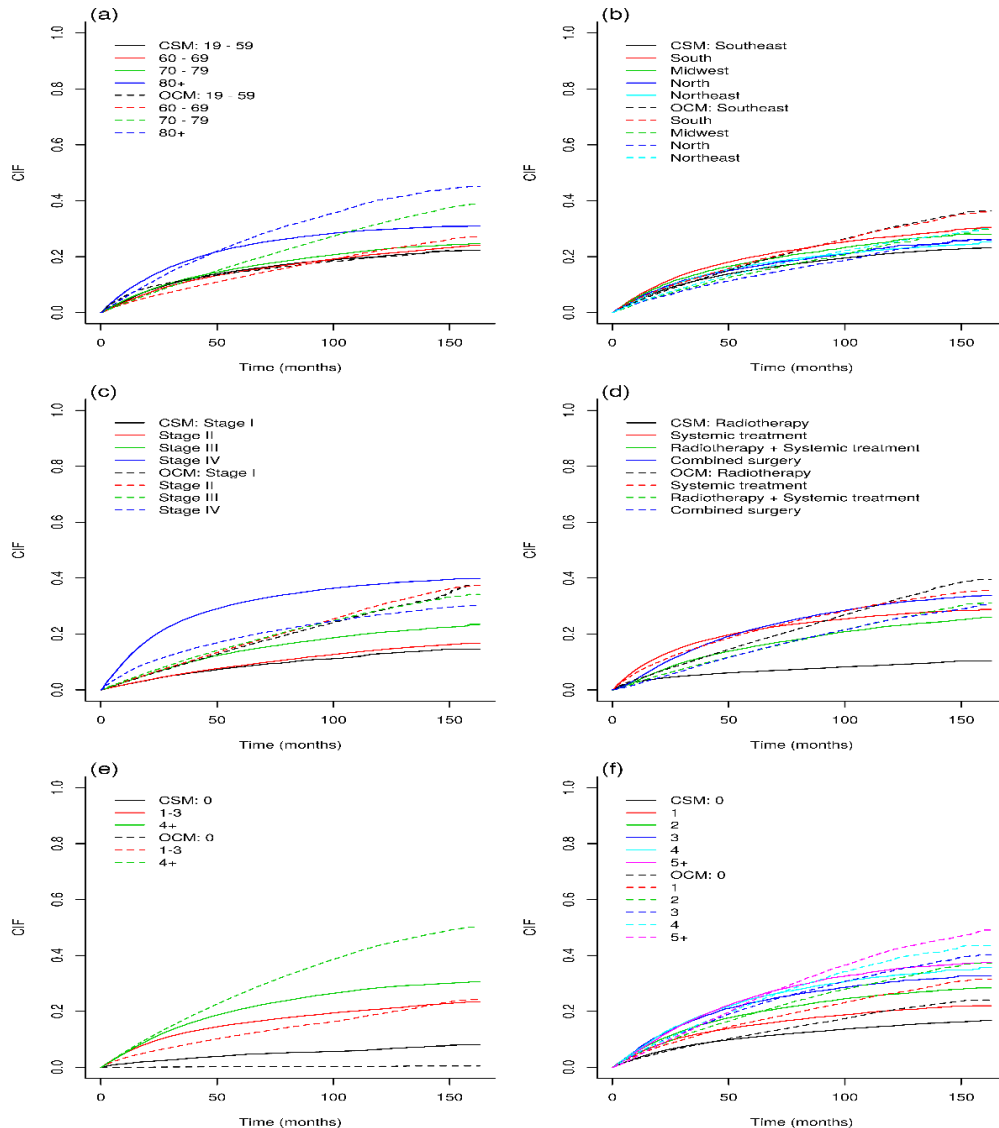 (a)
CSM: 19 - 59
60 - 69
70 - 79
80+
OCM: 19 - 59
60 - 69
70 - 79
80+
CIF
1.0
0.8
0.6
0.4
0.2
0.0
0 50 100 150
Time (months)
(b)
CSM: Southeast
South
Midwest
North
Northeast
OCM: Southeast
South
Midwest
North
Northeast
CIF
1.0
0.8
0.6
0.4
0.2
0.0
0 50 100 150
Time (months)
(c)
CSM: Stage I
Stage II
Stage III
Stage IV
OCM: Stage I
Stage II
Stage III
Stage IV
CIF
1.0
0.8
0.6
0.4
0.2
0.0
0 50 100 150
Time (months)
(d)
CSM: Radiotherapy
Systemic treatment
Radiotherapy + Systemic treatment
Combined surgery
OCM: Radiotherapy
Systemic treatment
Radiotherapy + Systemic treatment
Combined surgery
CIF
1.0
0.8
0.6
0.4
0.2
0.0
0 50 100 150
Time (months)
(e)
CSM: 0
1-3
4+
OCM: 0
1-3
4+
CIF
1.0
0.8
0.6
0.4
0.2
0.0
0 50 100 150
Time (months)
(f)
CSM: 0
1
2
3
4
5+
OCM: 0
1
2
3
4
5+
CIF
1.0
0.8
0.6
0.4
0.2
0.0
0 50 100 150
Time (months)